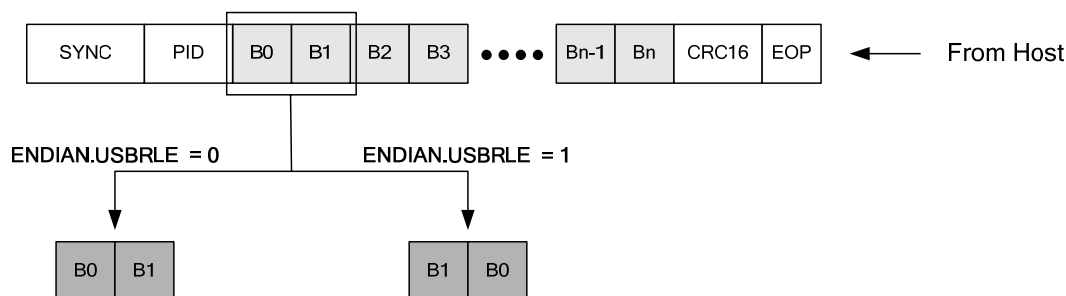 SYNC PID B0 B1 B2 B3 •••• Bn-1 Bn CRC16 EOP From Host
ENDIAN.USBRLE = 0 ENDIAN.USBRLE = 1
B0 B1 B1 B0